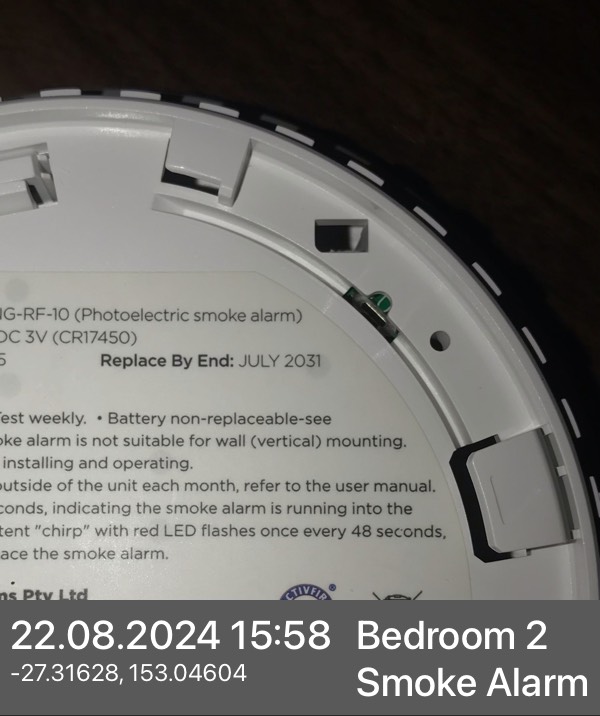 G-RF-10 (Photoelectric smoke alarm)
DC 3V (CR17450)
5 Replace By End: JULY 2031
est weekly. • Battery non-replaceable-see
oke alarm is not suitable for wall (vertical) mounting.
installing and operating.
outside of the unit each month, refer to the user manual.
conds, indicating the smoke alarm is running into the
tent "chirp" with red LED flashes once every 48 seconds,
ace the smoke alarm.
ns Pty Ltd
CTIVFIR®
22.08.2024 15:58
-27.31628, 153.04604
Bedroom 2
Smoke Alarm